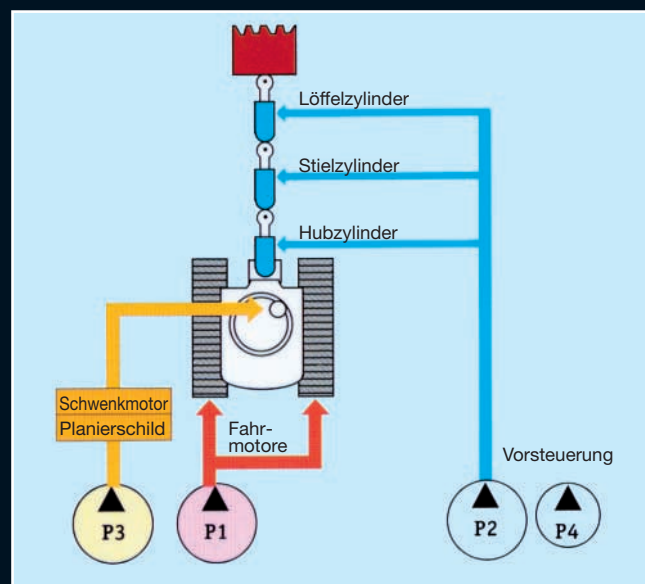 Löffelzylinder
Stielzylinder
Hubzylinder
Schwenkmotor
Planierschild
Fahr-
motore
Vorsteuerung
P3
P1
P2
P4